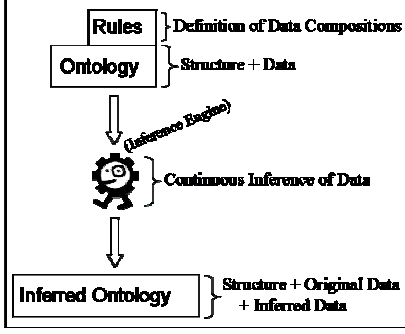 Rules Definition of Data Compositions
Ontology Structure + Data
(Inference Engine)
Continuous Inference of Data
Inferred Ontology Structure + Original Data
+ Inferred Data